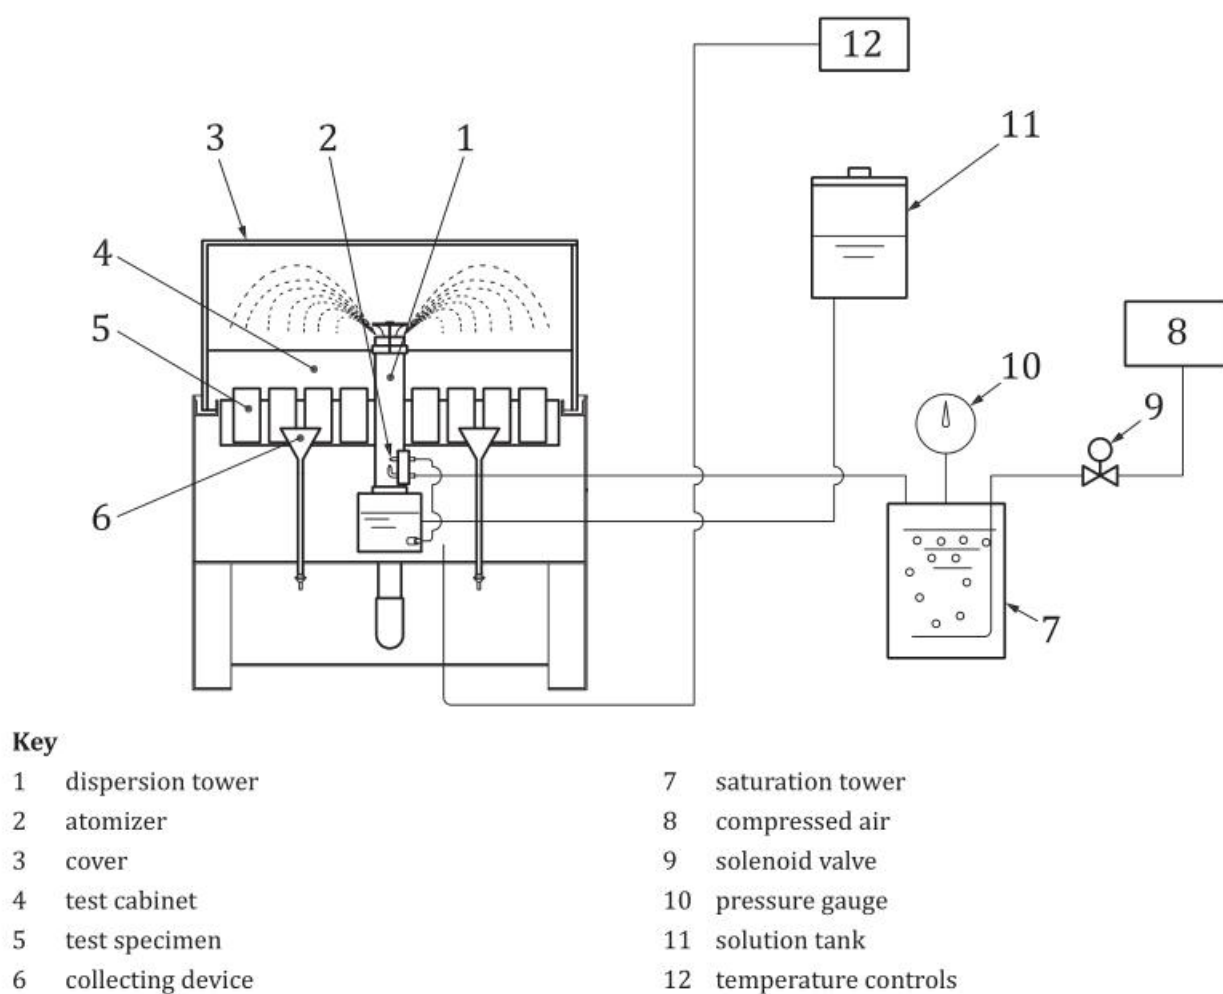 12
11
3
2
1
4
8
5
10
9
6
7
Key
1 dispersion tower
2 atomizer
3 cover
4 test cabinet
5 test specimen
6 collecting device
7 saturation tower
8 compressed air
9 solenoid valve
10 pressure gauge
11 solution tank
12 temperature controls